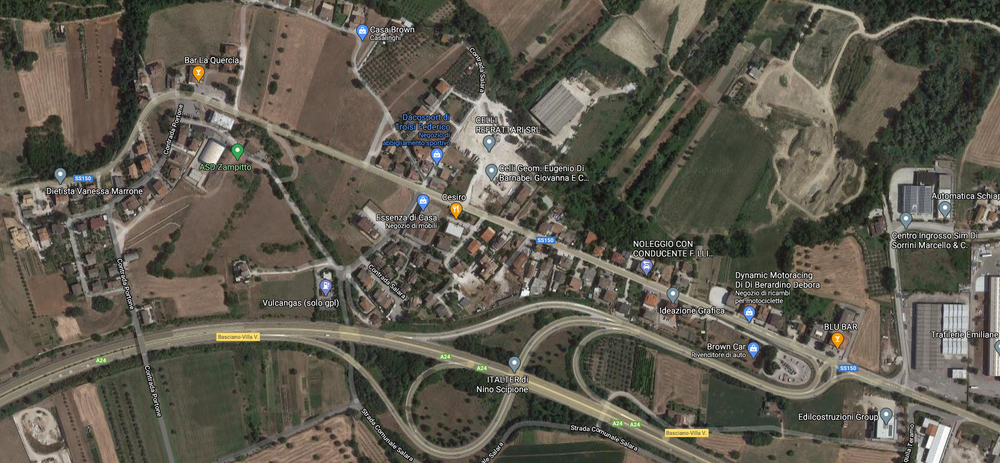 Casa Brown
Casalinghi
Bar La Quercia
Contrada Salara
Contrada Portone
Dacosport di
Troisi Federico
Negozio di
abbigliamento sportivo
CELLI
REFRATTARI SRL
ASD Zampitto
Celli Geom. Eugenio Di
Barnabei Giovanna E C...
SS150
Dietista Vanessa Marrone
Cesiro
Essenza di Casa
Negozio di mobili
Automatica Schiap
Centro Ingrosso Sim Di
Sorrini Marcello & C.
SS150
NOLEGGIO CON
CONDUCENTE F. LLI...
Contrada Portone
Contrada Salara
Dynamic Motoracing
Di Di Berardino Debora
Negozio di ricambi
per motociclette
Vulcangas (solo gpl)
Ideazione Grafica
BLU BAR
Trafilerie Emiliane
Basciano-Villa V.
Brown Car
Rivenditore di auto
A24
A24
A24
SS150
ITALTER di
Nino Scipione
Contrada Portone
Strada Comunale Salara
Edilcostruzioni Group
A24
A24
Strada Comunale Salara
Basciano-Villa V.
ale Salara
quila Teramo